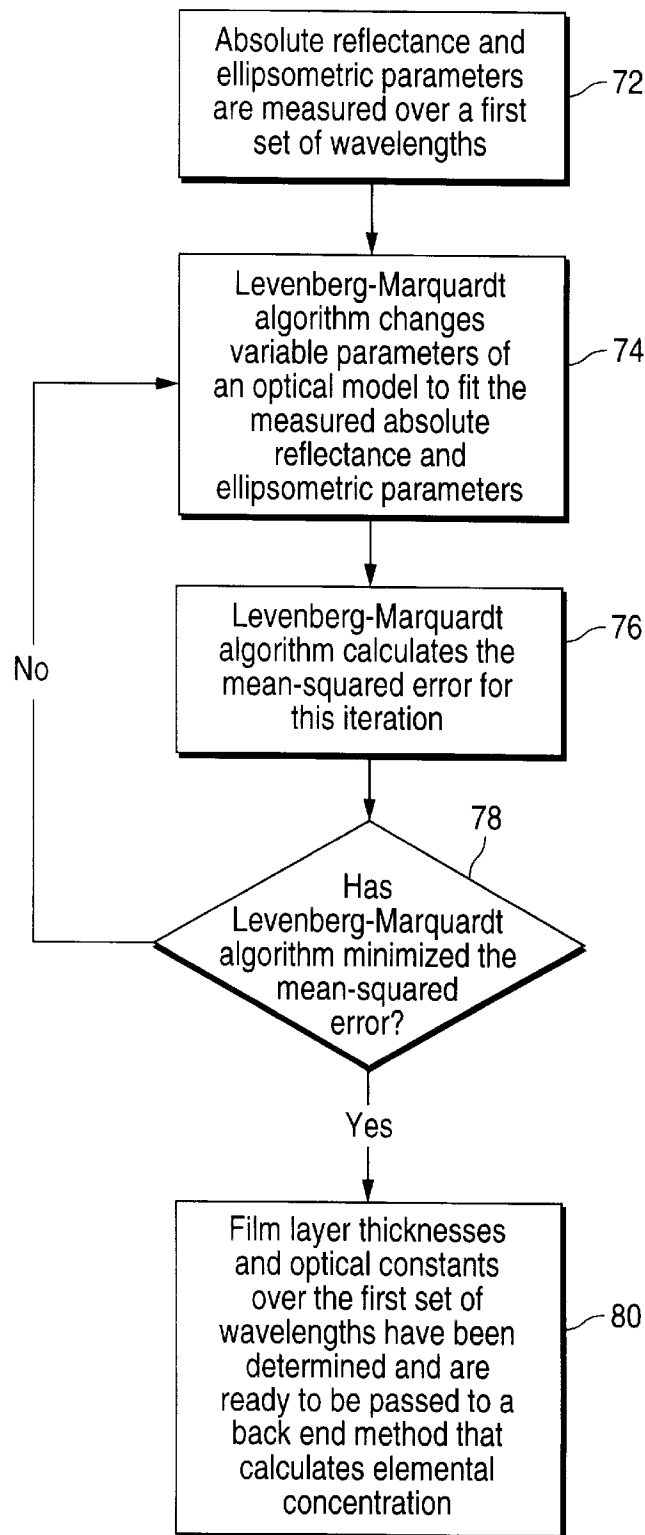 Absolute reflectance and
ellipsometric parameters
are measured over a first
set of wavelengths
72
Levenberg-Marquardt
algorithm changes
variable parameters of
an optical model to fit the
measured absolute
reflectance and
ellipsometric parameters
74
Levenberg-Marquardt
algorithm calculates the
mean-squared error for
this iteration
76
No
78
Has
Levenberg-Marquardt
algorithm minimized the
mean-squared
error?
Yes
Film layer thicknesses
and optical constants
over the first set of
wavelengths have been
determined and are
ready to be passed to a
back end method that
calculates elemental
concentration
80